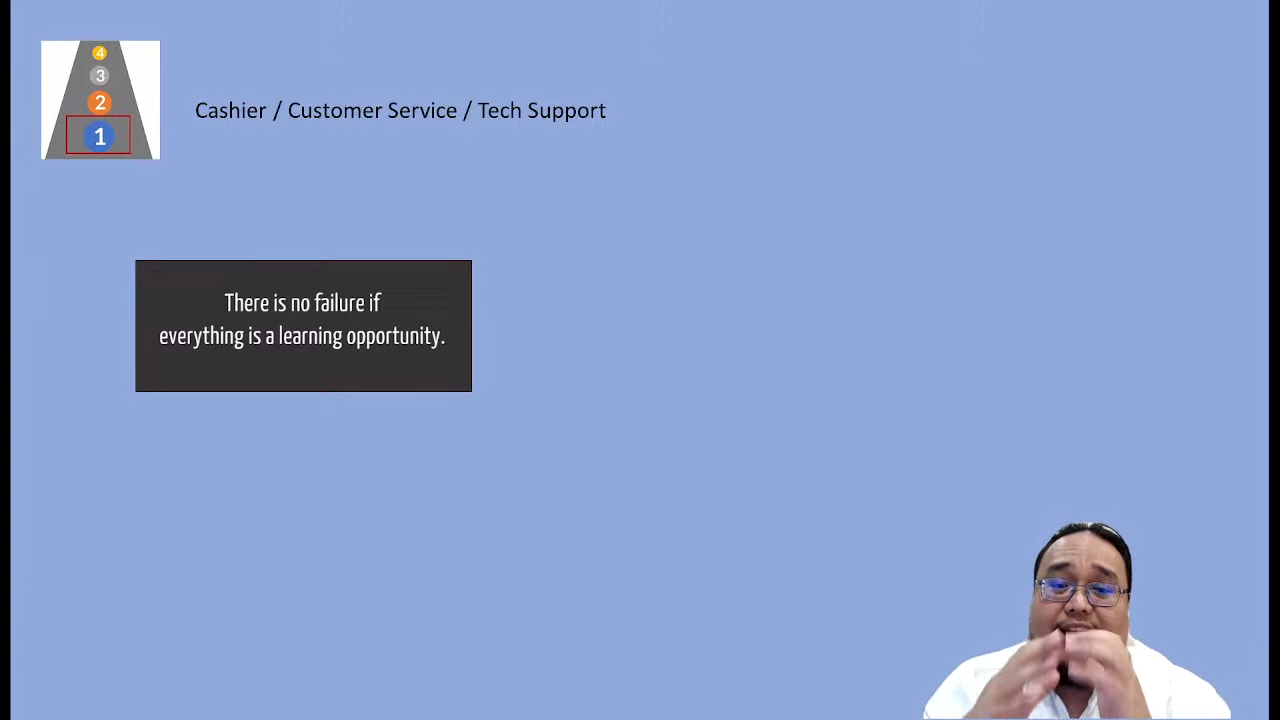 4
3
2
1
Cashier / Customer Service / Tech Support
There is no failure if
everything is a learning opportunity.